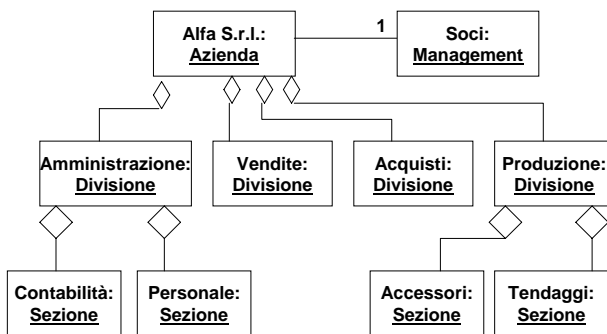 Alfa S.r.l.:
Azienda
1
Soci:
Management
Amministrazione:
Divisione
Vendite:
Divisione
Acquisti:
Divisione
Produzione:
Divisione
Contabilità:
Sezione
Personale:
Sezione
Accessori:
Sezione
Tendaggi:
Sezione